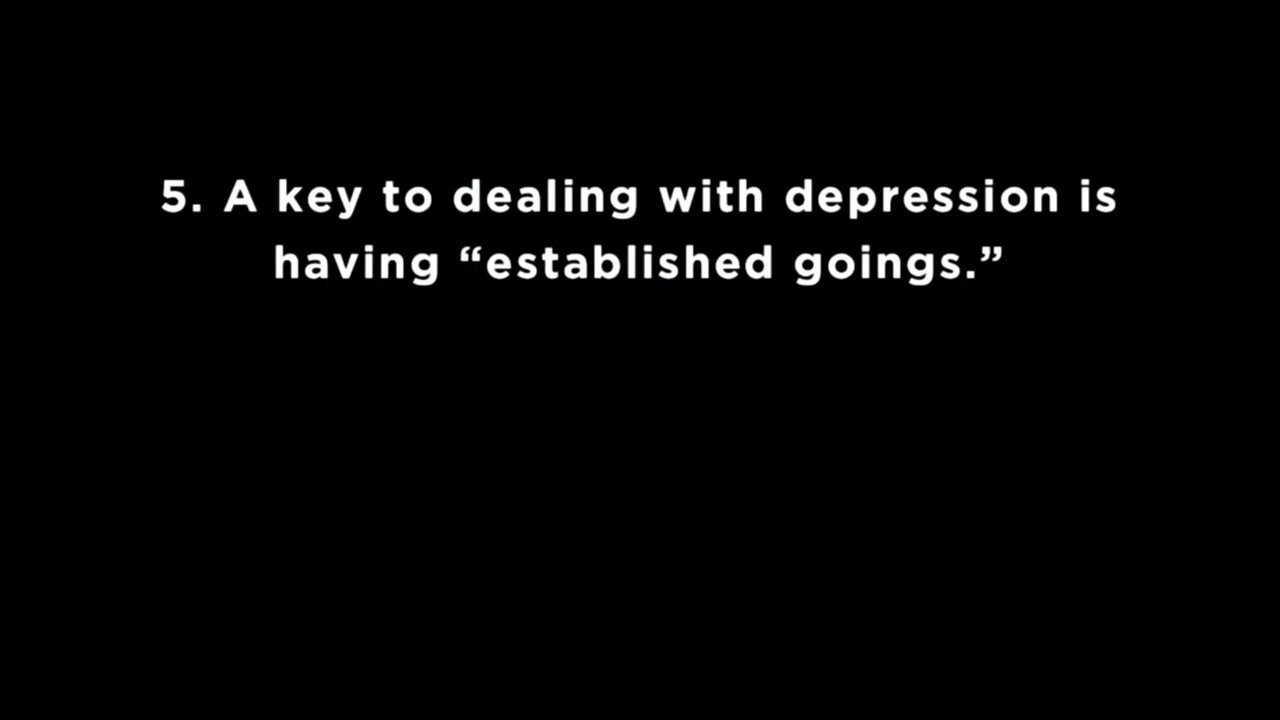 5. A key to dealing with depression is
having “established goings.”